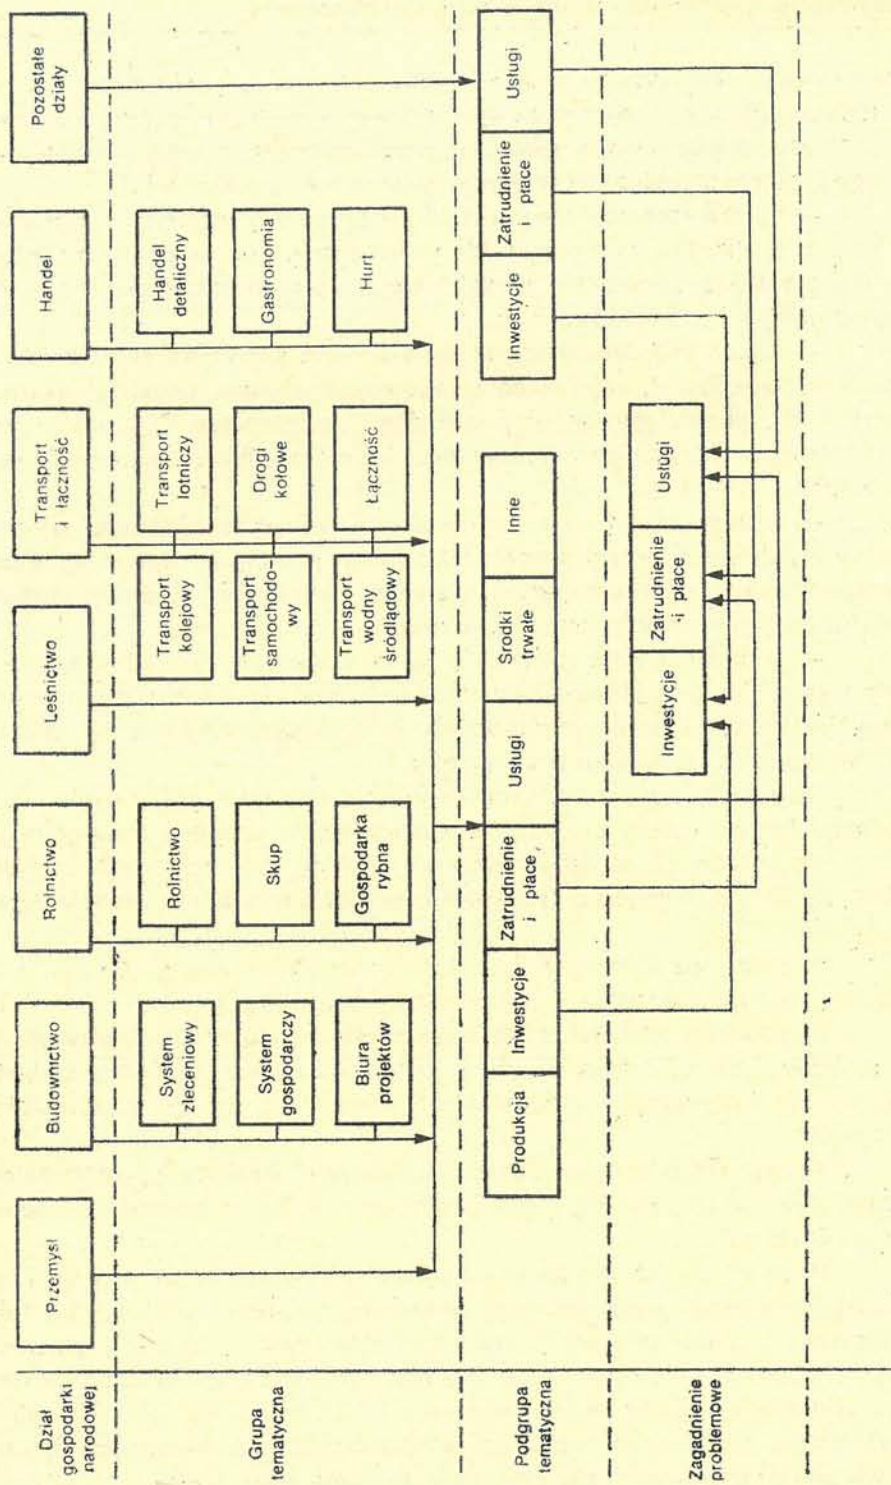 Dział
gospodarki
narodowej
Przemysł
Budownictwo
Rolnictwo
Leśnictwo
Transport
i łączność
Handel
Pozostałe
działy
Grupa
tematyczna
System
zleceniowy
System
gospodarczy
Biura
projektów
Rolnictwo
Skup
Gospodarka
rybna
Transport
kolejowy
Transport
samochodo-
wy
Transport
wodny
śródlądowy
Transport
lotniczy
Drogi
kołowe
Łączność
Handel
detaliczny
Gastronomia
Hurt
Podgrupa
tematyczna
Produkcja
Inwestycje
Zatrudnienie
i płace
Usługi
Środki
trwałe
Inne
Inwestycje
Zatrudnienie
i płace
Usługi
Zagadnienie
problemowe
Inwestycje
Zatrudnienie
i płace
Usługi